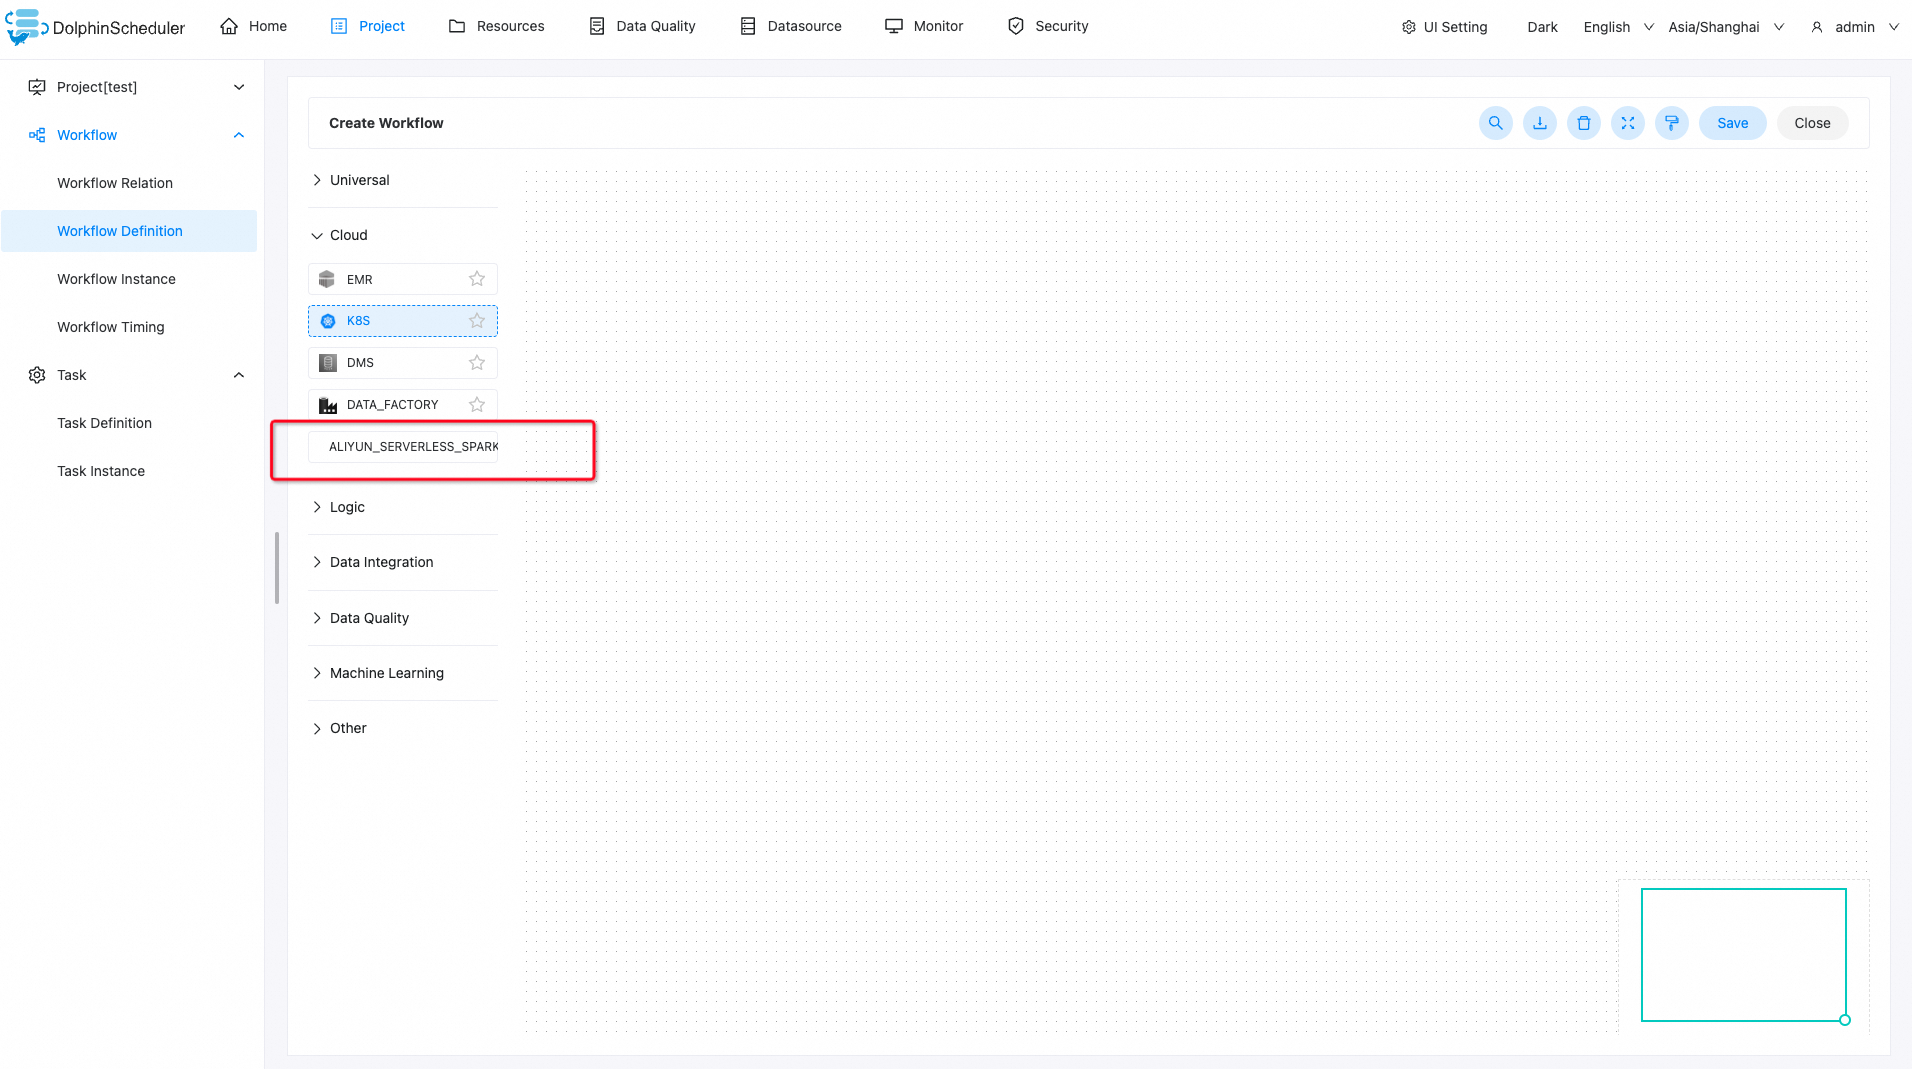 DolphinScheduler
Home
Project
Resources
Data Quality
Datasource
Monitor
Security
UI Setting
Dark
English
Asia/Shanghai
admin
Project[test]
Workflow
Workflow Relation
Workflow Definition
Workflow Instance
Workflow Timing
Task
Task Definition
Task Instance
Create Workflow
Save
Close
Universal
Cloud
EMR
K8S
DMS
DATA_FACTORY
ALIYUN_SERVERLESS_SPARK
Logic
Data Integration
Data Quality
Machine Learning
Other